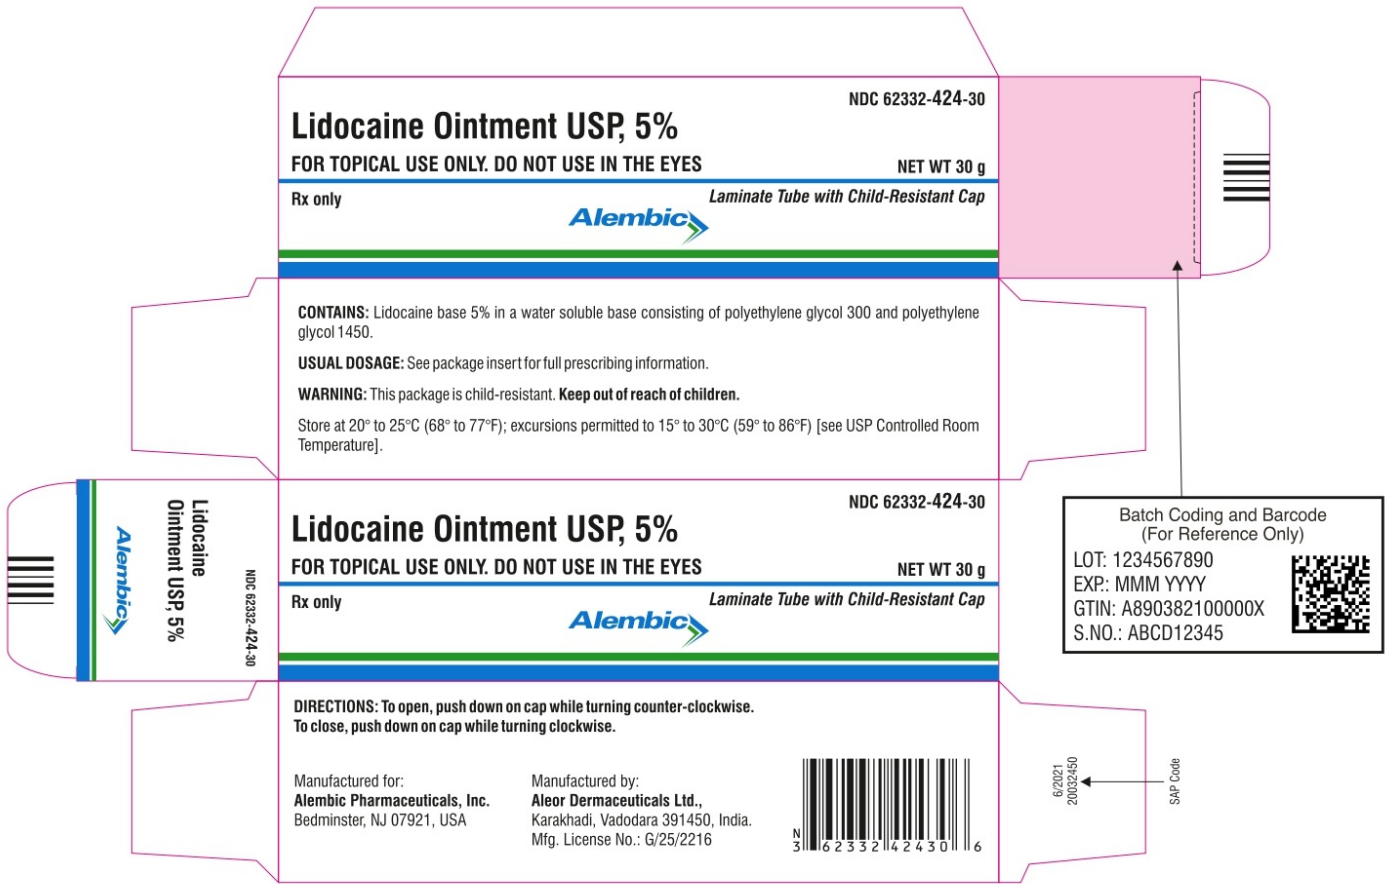 NDC 62332-424-30
Lidocaine Ointment USP, 5%
FOR TOPICAL USE ONLY. DO NOT USE IN THE EYES
NET WT 30 g
Rx only
Laminate Tube with Child-Resistant Cap
Alembic
CONTAINS: Lidocaine base 5% in a water soluble base consisting of polyethylene glycol 300 and polyethylene
glycol 1450.
USUAL DOSAGE: See package insert for full prescribing information.
WARNING: This package is child-resistant. Keep out of reach of children.
Store at 20° to 25°C (68° to 77°F); excursions permitted to 15° to 30°C (59° to 86°F) [see USP Controlled Room
Temperature].
Lidocaine
Ointment USP, 5%
Alembic
NDC 62332-424-30
NDC 62332-424-30
Lidocaine Ointment USP, 5%
FOR TOPICAL USE ONLY. DO NOT USE IN THE EYES
NET WT 30 g
Rx only
Laminate Tube with Child-Resistant Cap
Alembic
Batch Coding and Barcode
(For Reference Only)
LOT: 1234567890
EXP.: MMM YYYY
GTIN: A890382100000X
S.NO.: ABCD12345
DIRECTIONS: To open, push down on cap while turning counter-clockwise.
To close, push down on cap while turning clockwise.
Manufactured for:
Alembic Pharmaceuticals, Inc.
Bedminster, NJ 07921, USA
Manufactured by:
Aleor Dermaceuticals Ltd.,
Karakhadi, Vadodara 391450, India.
Mfg. License No.: G/25/2216
N
3 62332 42430 6
6/2021
20032450
SAP Code